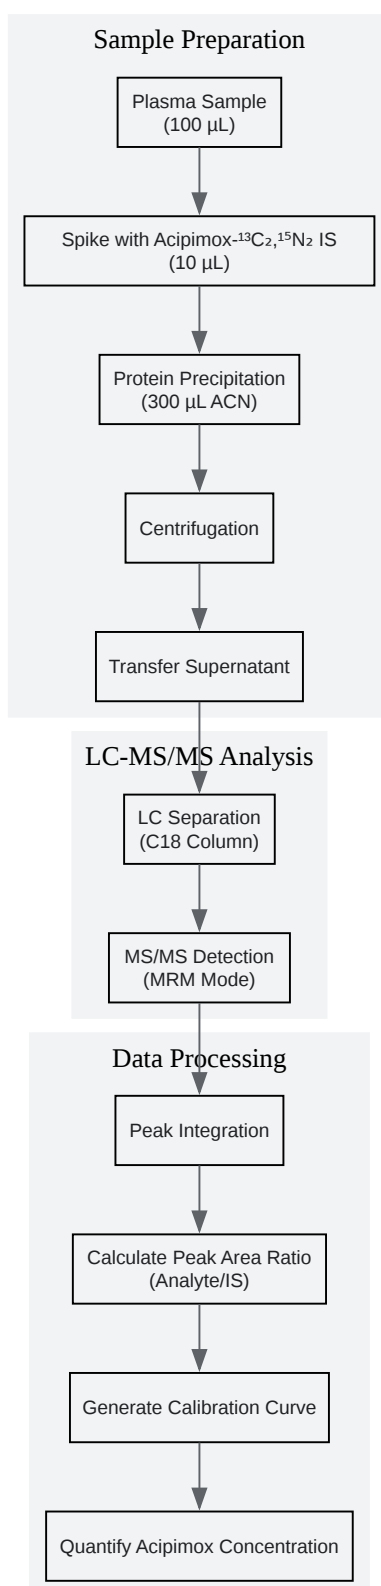 Sample Preparation
Plasma Sample
(100 µL)
Spike with Acipimox-¹³C₂,¹⁵N₂ IS
(10 µL)
Protein Precipitation
(300 µL ACN)
Centrifugation
Transfer Supernatant
LC-MS/MS Analysis
LC Separation
(C18 Column)
MS/MS Detection
(MRM Mode)
Data Processing
Peak Integration
Calculate Peak Area Ratio
(Analyte/IS)
Generate Calibration Curve
Quantify Acipimox Concentration